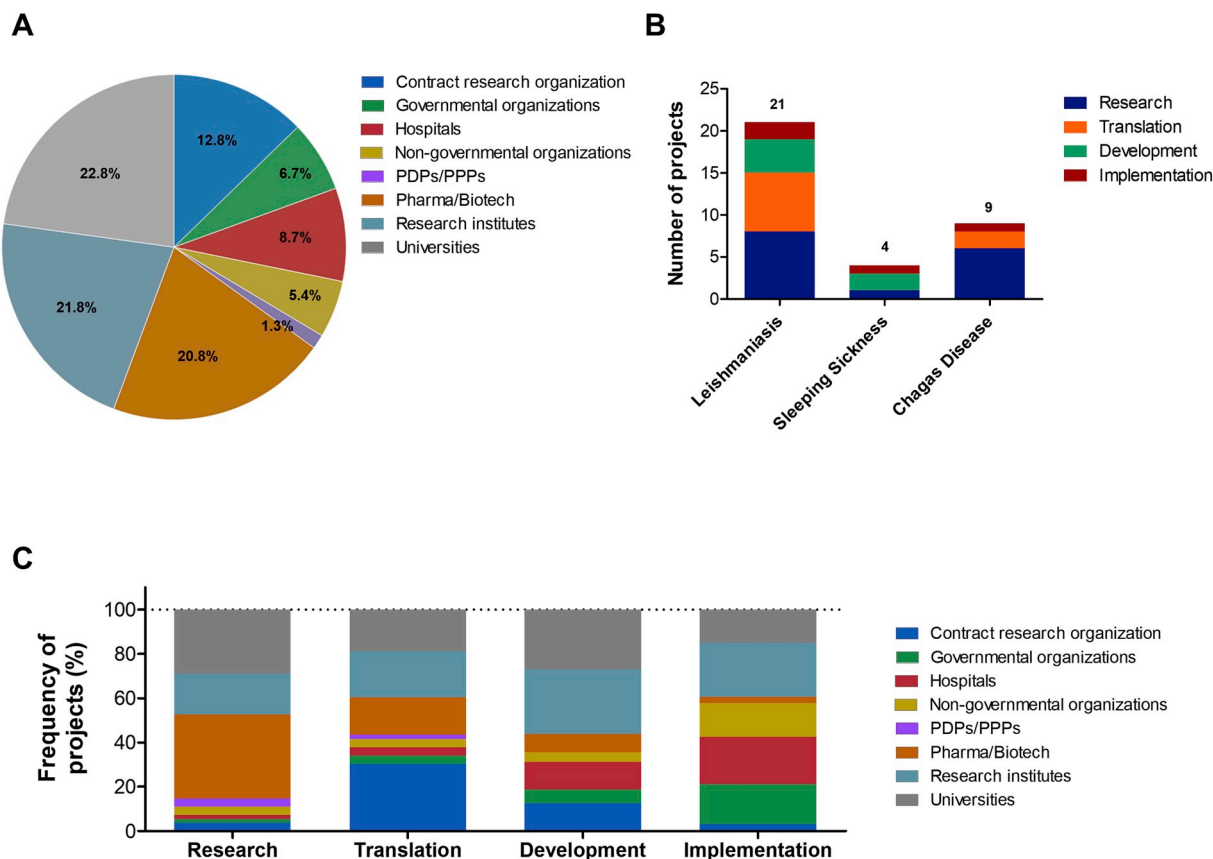 A
12.8%
6.7%
8.7%
5.4%
1.3%
20.8%
21.8%
22.8%
Contract research organization
Governmental organizations
Hospitals
Non-governmental organizations
PDPs/PPPs
Pharma/Biotech
Research institutes
Universities
B
Number of projects
25
20
15
10
5
0
21
4
9
Leishmaniasis
Sleeping Sickness
Chagas Disease
Research
Translation
Development
Implementation
C
Frequency of
projects (%)
100
80
60
40
20
0
Research
Translation
Development
Implementation
Contract research organization
Governmental organizations
Hospitals
Non-governmental organizations
PDPs/PPPs
Pharma/Biotech
Research institutes
Universities